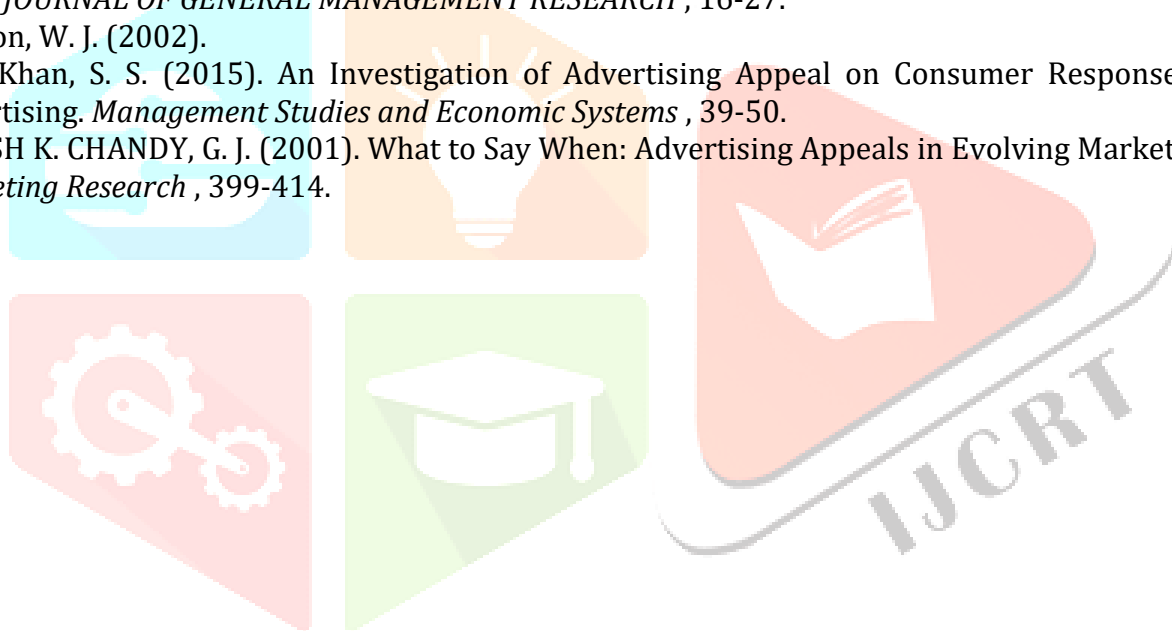 JOURNAL OF GENERAL MANAGEMENT RESEARCH , 16-27.
on, W. J. (2002).
Khan, S. S. (2015). An Investigation of Advertising Appeal on Consumer Response
rtising. Management Studies and Economic Systems , 39-50.
SH K. CHANDY, G. J. (2001). What to Say When: Advertising Appeals in Evolving Market
eting Research , 399-414.
IJCRT